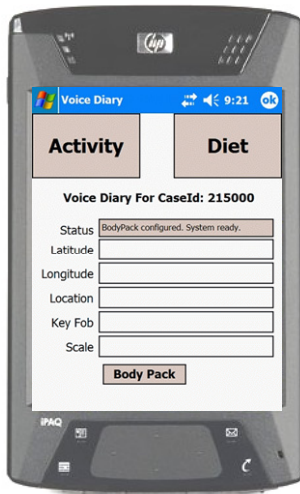 hp
Voice Diary 9:21 ok
Activity Diet
Voice Diary For CaseId: 215000
Status BodyPack configured. System ready.
Latitude
Longitude
Location
Key Fob
Scale
Body Pack
iPAQ